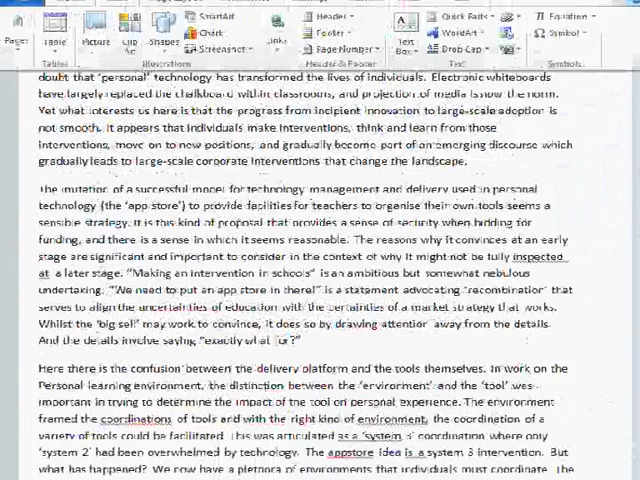 SmartArt Header Quick Parts Equation
Chart Footer WordArt Symbol
Pages Table Picture Clip Art Shapes Screenshot Links Page Number Text Box Drop Cap
Tables Illustrations Header & Footer Text Symbols
doubt that 'personal' technology has transformed the lives of individuals. Electronic whiteboards
have largely replaced the chalkboard within classrooms, and projection of media is now the norm.
Yet what interests us here is that the progress from incipient innovation to large-scale adoption is
not smooth. It appears that individuals make interventions, think and learn from those
interventions, move on to new positions, and gradually become part of an emerging discourse which
gradually leads to large-scale corporate interventions that change the landscape.
The mutation of a successful model for technology management and delivery used in personal
technology (the 'app store') to provide facilities for teachers to organise their own tools seems a
sensible strategy. It is this kind of proposal that provides a sense of security when bidding for
funding, and there is a sense in which it seems reasonable. The reasons why it convinces at an early
stage are significant and important to consider in the context of why it might not be fully inspected
at a later stage. "Making an intervention in schools" is an ambitious but somewhat nebulous
undertaking. "We need to put an app store in there!" is a statement advocating 'recombination' that
serves to align the uncertainties of education with the certainties of a market strategy that works.
Whilst the 'big sell' may work to convince, it does so by drawing attention away from the details.
And the details involve saying "exactly what for?"
Here there is the confusion between the delivery platform and the tools themselves. In work on the
Personal learning environment, the distinction between the 'environment' and the 'tool' was
important in trying to determine the impact of the tool on personal experience. The environment
framed the coordinations of tools and with the right kind of environment, the coordination of a
variety of tools could be facilitated. This was articulated as a 'system 3' coordination where only
'system 2' had been overwhelmed by technology. The appstore idea is a system 3 intervention. But
what has happened? We now have a plethora of environments that individuals must coordinate. The